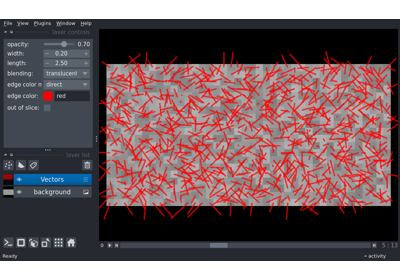 File View Plugins Window Help
layer controls
opacity: 0.70
width: 0.20
length: 2.50
blending: translucent
edge color m direct
edge color: red
out of slice:
layer list
Vectors
background
0 5 13
Ready activity